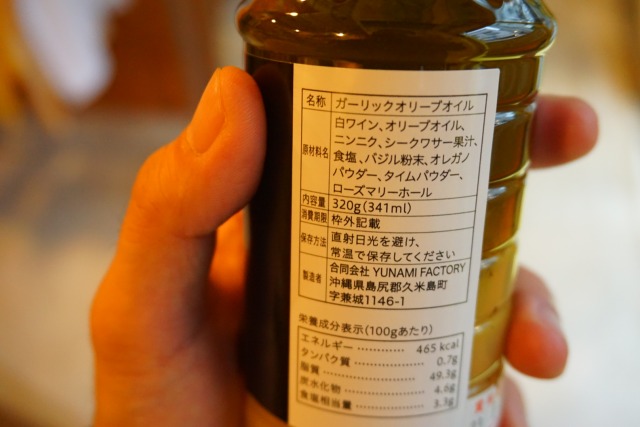 名称 ガーリックオリーブオイル
原材料名 白ワイン、オリーブオイル、
ニンニク、シークワサー果汁、
食塩、バジル粉末、オレガノ
パウダー、タイムパウダー、
ローズマリーホール
内容量 320g(341ml)
消費期限 枠外記載
保存方法 直射日光を避け、
常温で保存してください
製造者 合同会社 YUNAMI FACTORY
沖縄県島尻郡久米島町
字兼城1146-1
栄養成分表示(100gあたり)
エネルギー ………… 465 kcal
タンパク質 ………… 0.7g
脂質 ………… 49.3g
炭水化物 ………… 4.6g
食塩相当量 ………… 3.3g